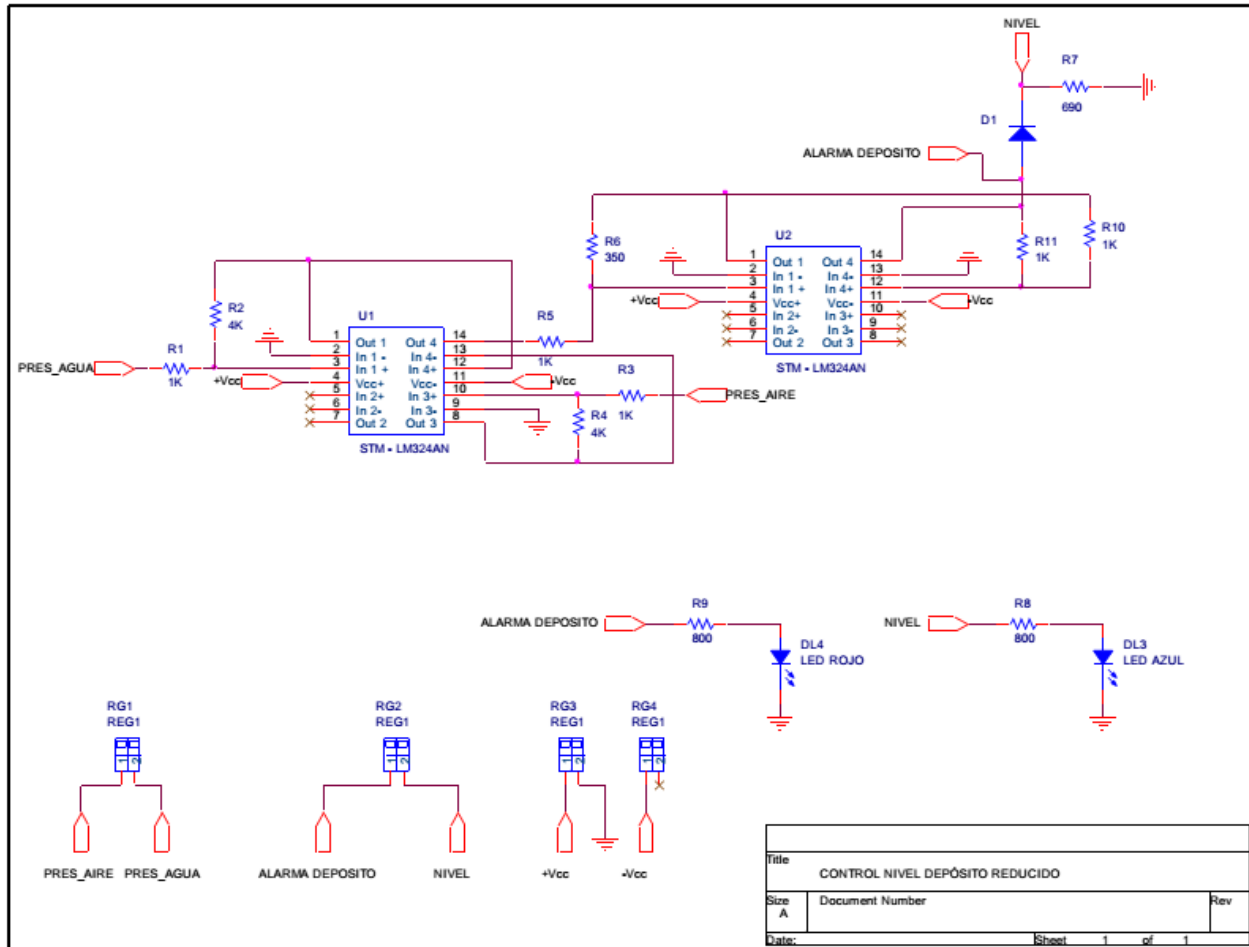 NIVEL
R7
690
D1
ALARMA DEPOSITO
R6
350
U2
R11
1K
R10
1K
1 Out 1 Out 4 14
2 In 1 - In 4- 13
3 In 1 + In 4+ 12
+Vcc 4 Vcc+ Vcc- 11 -Vcc
5 In 2+ In 3+ 10
6 In 2- In 3- 9
7 Out 2 Out 3 8
STM - LM324AN
R2
4K
U1
R5
1K
PRES_AGUA
R1
1K
1 Out 1 Out 4 14
2 In 1 - In 4- 13
3 In 1 + In 4+ 12
+Vcc 4 Vcc+ Vcc- 11 -Vcc
5 In 2+ In 3+ 10
6 In 2- In 3- 9
7 Out 2 Out 3 8
STM - LM324AN
R3
1K
PRES_AIRE
R4
4K
ALARMA DEPOSITO
R9
800
DL4
LED ROJO
NIVEL
R8
800
DL3
LED AZUL
RG1
REG1
1 2
PRES_AIRE PRES_AGUA
RG2
REG1
1 2
ALARMA DEPOSITO NIVEL
RG3
REG1
1 2
+Vcc
RG4
REG1
1 2
-Vcc
Title
CONTROL NIVEL DEPÓSITO REDUCIDO
Size
A
Document Number
Rev
Date:
Sheet 1 of 1